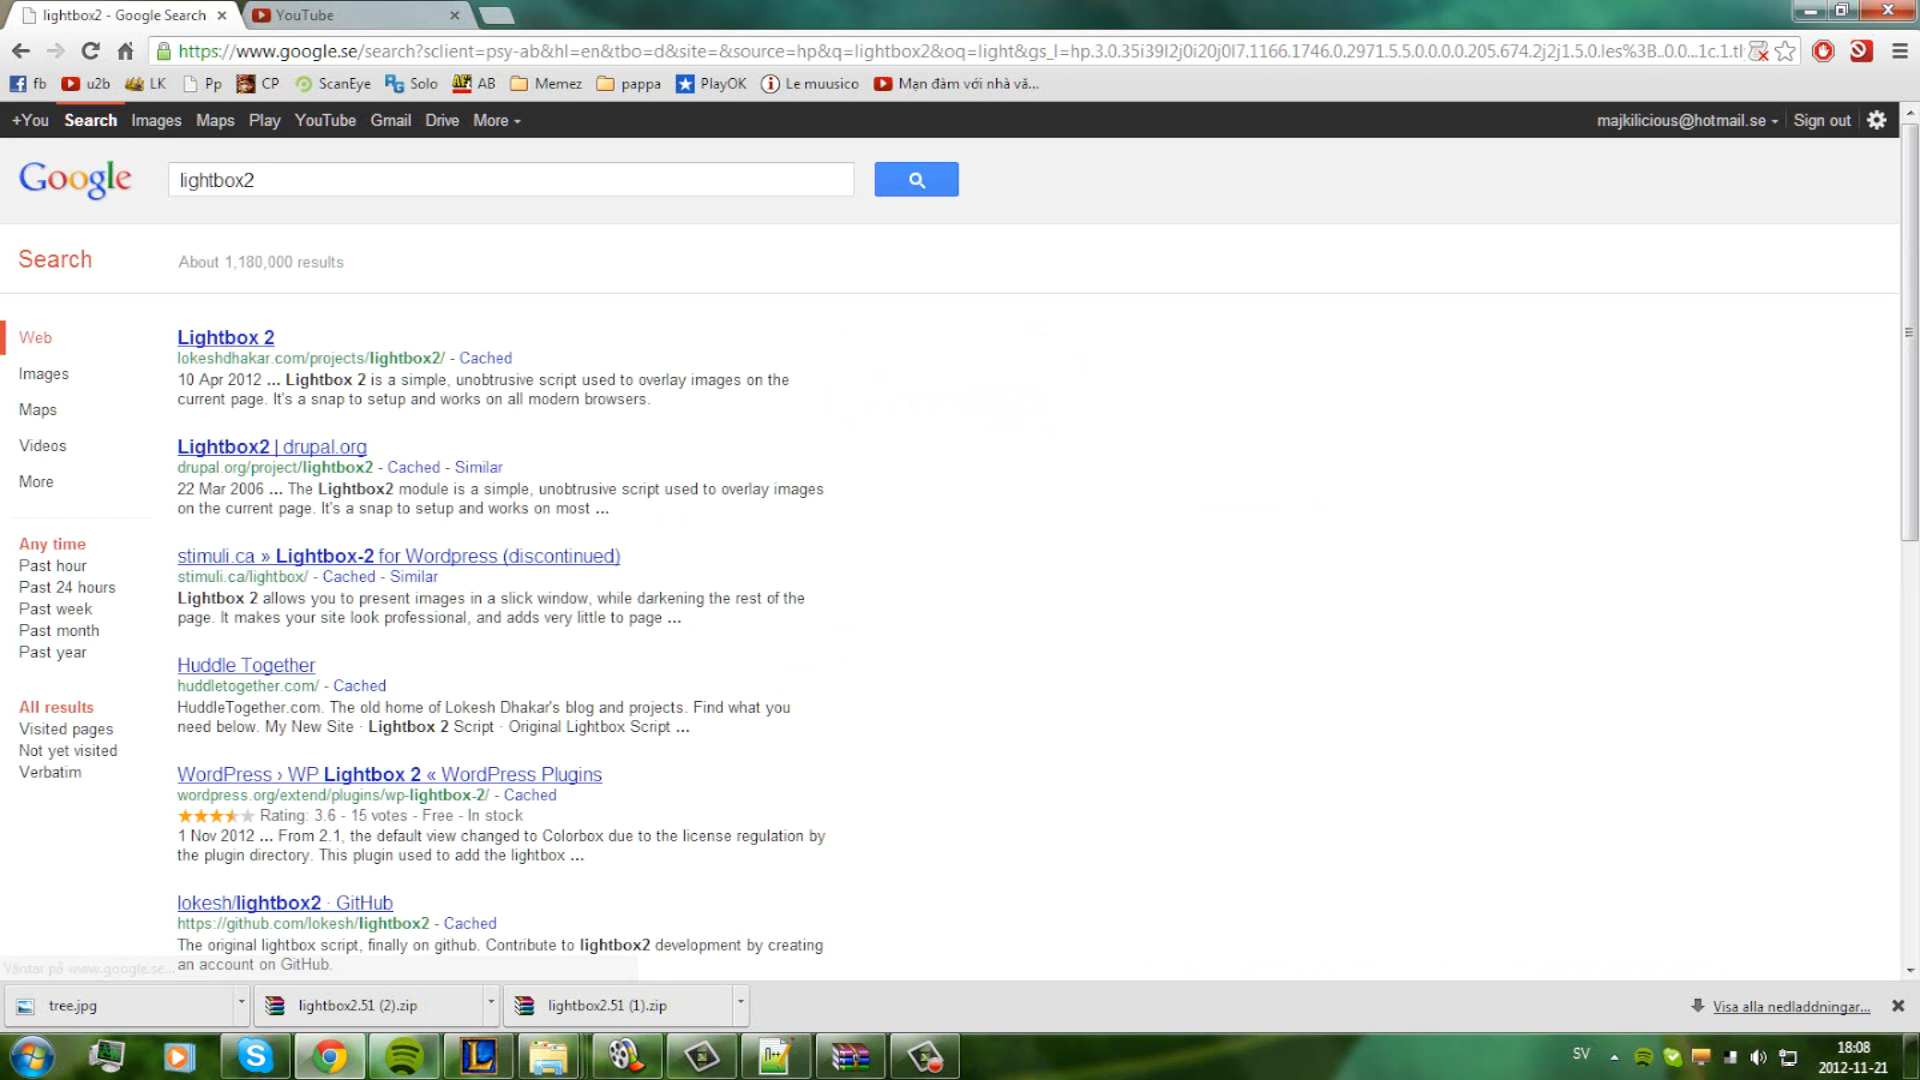 lightbox2 - Google Search
YouTube
https://www.google.se/search?sclient=psy-ab&hl=en&tbo=d&site=&source=hp&q=lightbox2&oq=light&gs_l=hp.3.0.35i39l2j0i20j0l7.1166.1746.0.2971.5.5.0.0.0.0.205.674.2j2j1.5.0.les%3B..0.0...1c.1.tl
fb u2b LK Pp CP ScanEye Solo AB Memez pappa PlayOK Le muusico Mạn đàm với nhà vă...
+You Search Images Maps Play YouTube Gmail Drive More majkilicious@hotmail.se Sign out
Google lightbox2
Search About 1,180,000 results
Web
Images
Maps
Videos
More
Any time
Past hour
Past 24 hours
Past week
Past month
Past year
All results
Visited pages
Not yet visited
Verbatim
Lightbox 2
lokeshdhakar.com/projects/lightbox2/ - Cached
10 Apr 2012 ... Lightbox 2 is a simple, unobtrusive script used to overlay images on the
current page. It's a snap to setup and works on all modern browsers.
Lightbox2 | drupal.org
drupal.org/project/lightbox2 - Cached - Similar
22 Mar 2006 ... The Lightbox2 module is a simple, unobtrusive script used to overlay images
on the current page. It's a snap to setup and works on most ...
stimuli.ca » Lightbox-2 for Wordpress (discontinued)
stimuli.ca/lightbox/ - Cached - Similar
Lightbox 2 allows you to present images in a slick window, while darkening the rest of the
page. It makes your site look professional, and adds very little to page ...
Huddle Together
huddletogether.com/ - Cached
HuddleTogether.com. The old home of Lokesh Dhakar's blog and projects. Find what you
need below. My New Site · Lightbox 2 Script · Original Lightbox Script ...
WordPress › WP Lightbox 2 « WordPress Plugins
wordpress.org/extend/plugins/wp-lightbox-2/ - Cached
Rating: 3.6 - 15 votes - Free - In stock
1 Nov 2012 ... From 2.1, the default view changed to Colorbox due to the license regulation by
the plugin directory. This plugin used to add the lightbox ...
lokesh/lightbox2 · GitHub
https://github.com/lokesh/lightbox2 - Cached
The original lightbox script, finally on github. Contribute to lightbox2 development by creating
an account on GitHub.
Väntar på www.google.se...
tree.jpg
lightbox2.51 (2).zip
lightbox2.51 (1).zip
Visa alla nedladdningar...
SV
18:08
2012-11-21